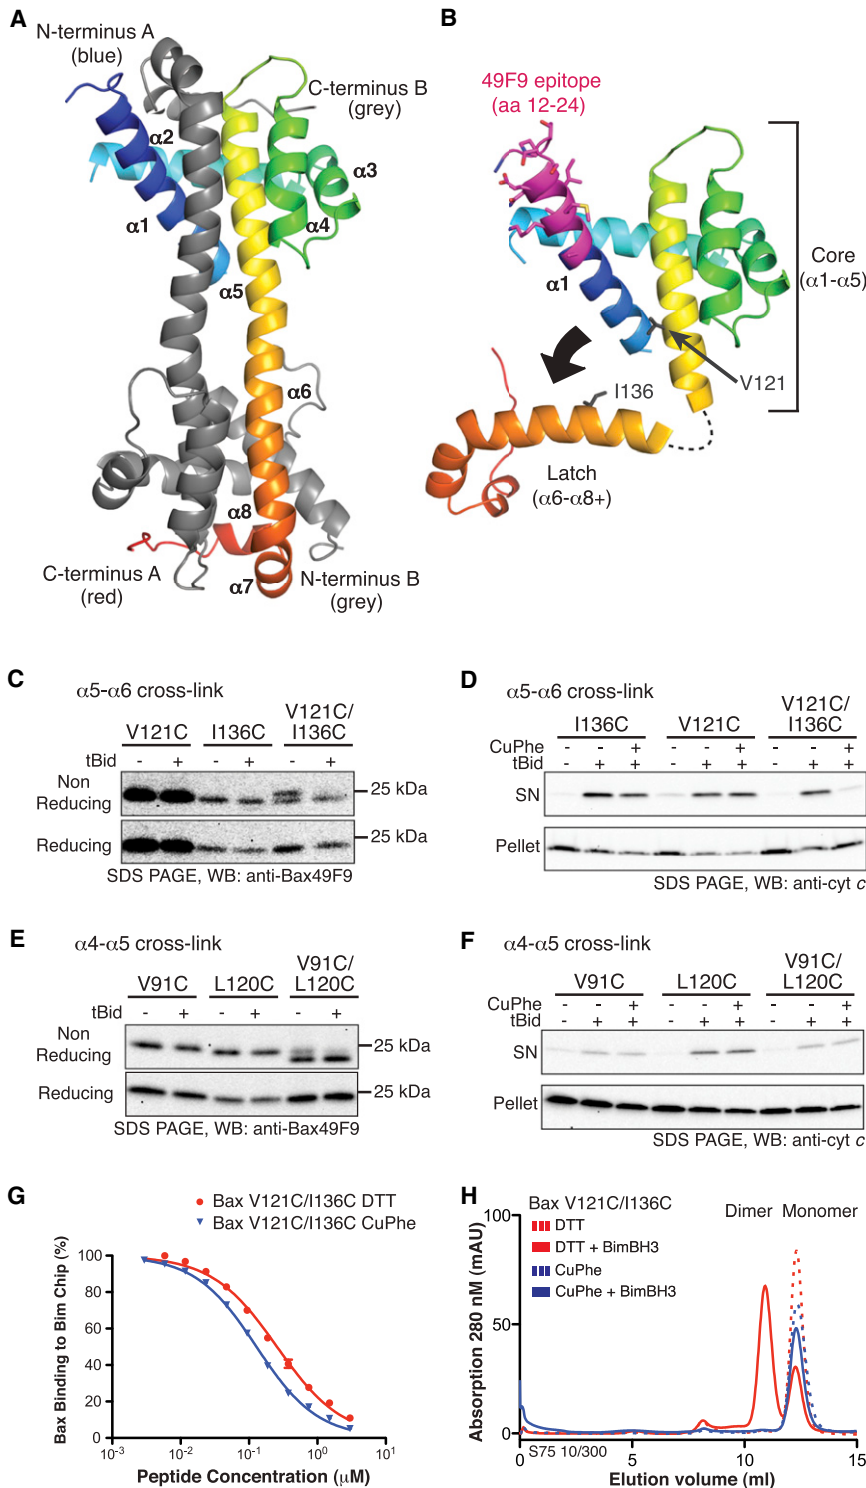 A
N-terminus A
(blue)
C-terminus B
(grey)
α2
α3
α1
α4
α5
α6
α8
C-terminus A
(red)
α7
N-terminus B
(grey)
B
49F9 epitope
(aa 12-24)
α1
Core
(α1-α5)
V121
I136
Latch
(α6-α8+)
C
α5-α6 cross-link
V121C I136C V121C/
I136C
tBid - + - + - +
Non
Reducing
25 kDa
Reducing
25 kDa
SDS PAGE, WB: anti-Bax49F9
D
α5-α6 cross-link
I136C V121C V121C/
I136C
CuPhe - - + - - + - - +
tBid - + + - + + - + +
SN
Pellet
SDS PAGE, WB: anti-cyt c
E
α4-α5 cross-link
V91C L120C V91C/
L120C
tBid - + - + - +
Non
Reducing
25 kDa
Reducing
25 kDa
SDS PAGE, WB: anti-Bax49F9
F
α4-α5 cross-link
V91C L120C V91C/
L120C
CuPhe - - + - - + - - +
tBid - + + - + + - + +
SN
Pellet
SDS PAGE, WB: anti-cyt c
G
Bax V121C/I136C DTT
Bax V121C/I136C CuPhe
Bax Binding to Bim Chip (%)
100
80
60
40
20
0
10-3 10-2 10-1 100 101
Peptide Concentration (μM)
H
Bax V121C/I136C
Dimer Monomer
DTT
DTT + BimBH3
CuPhe
CuPhe + BimBH3
Absorption 280 nM (mAU)
100
50
0
0 5 10 15
S75 10/300
Elution volume (ml)